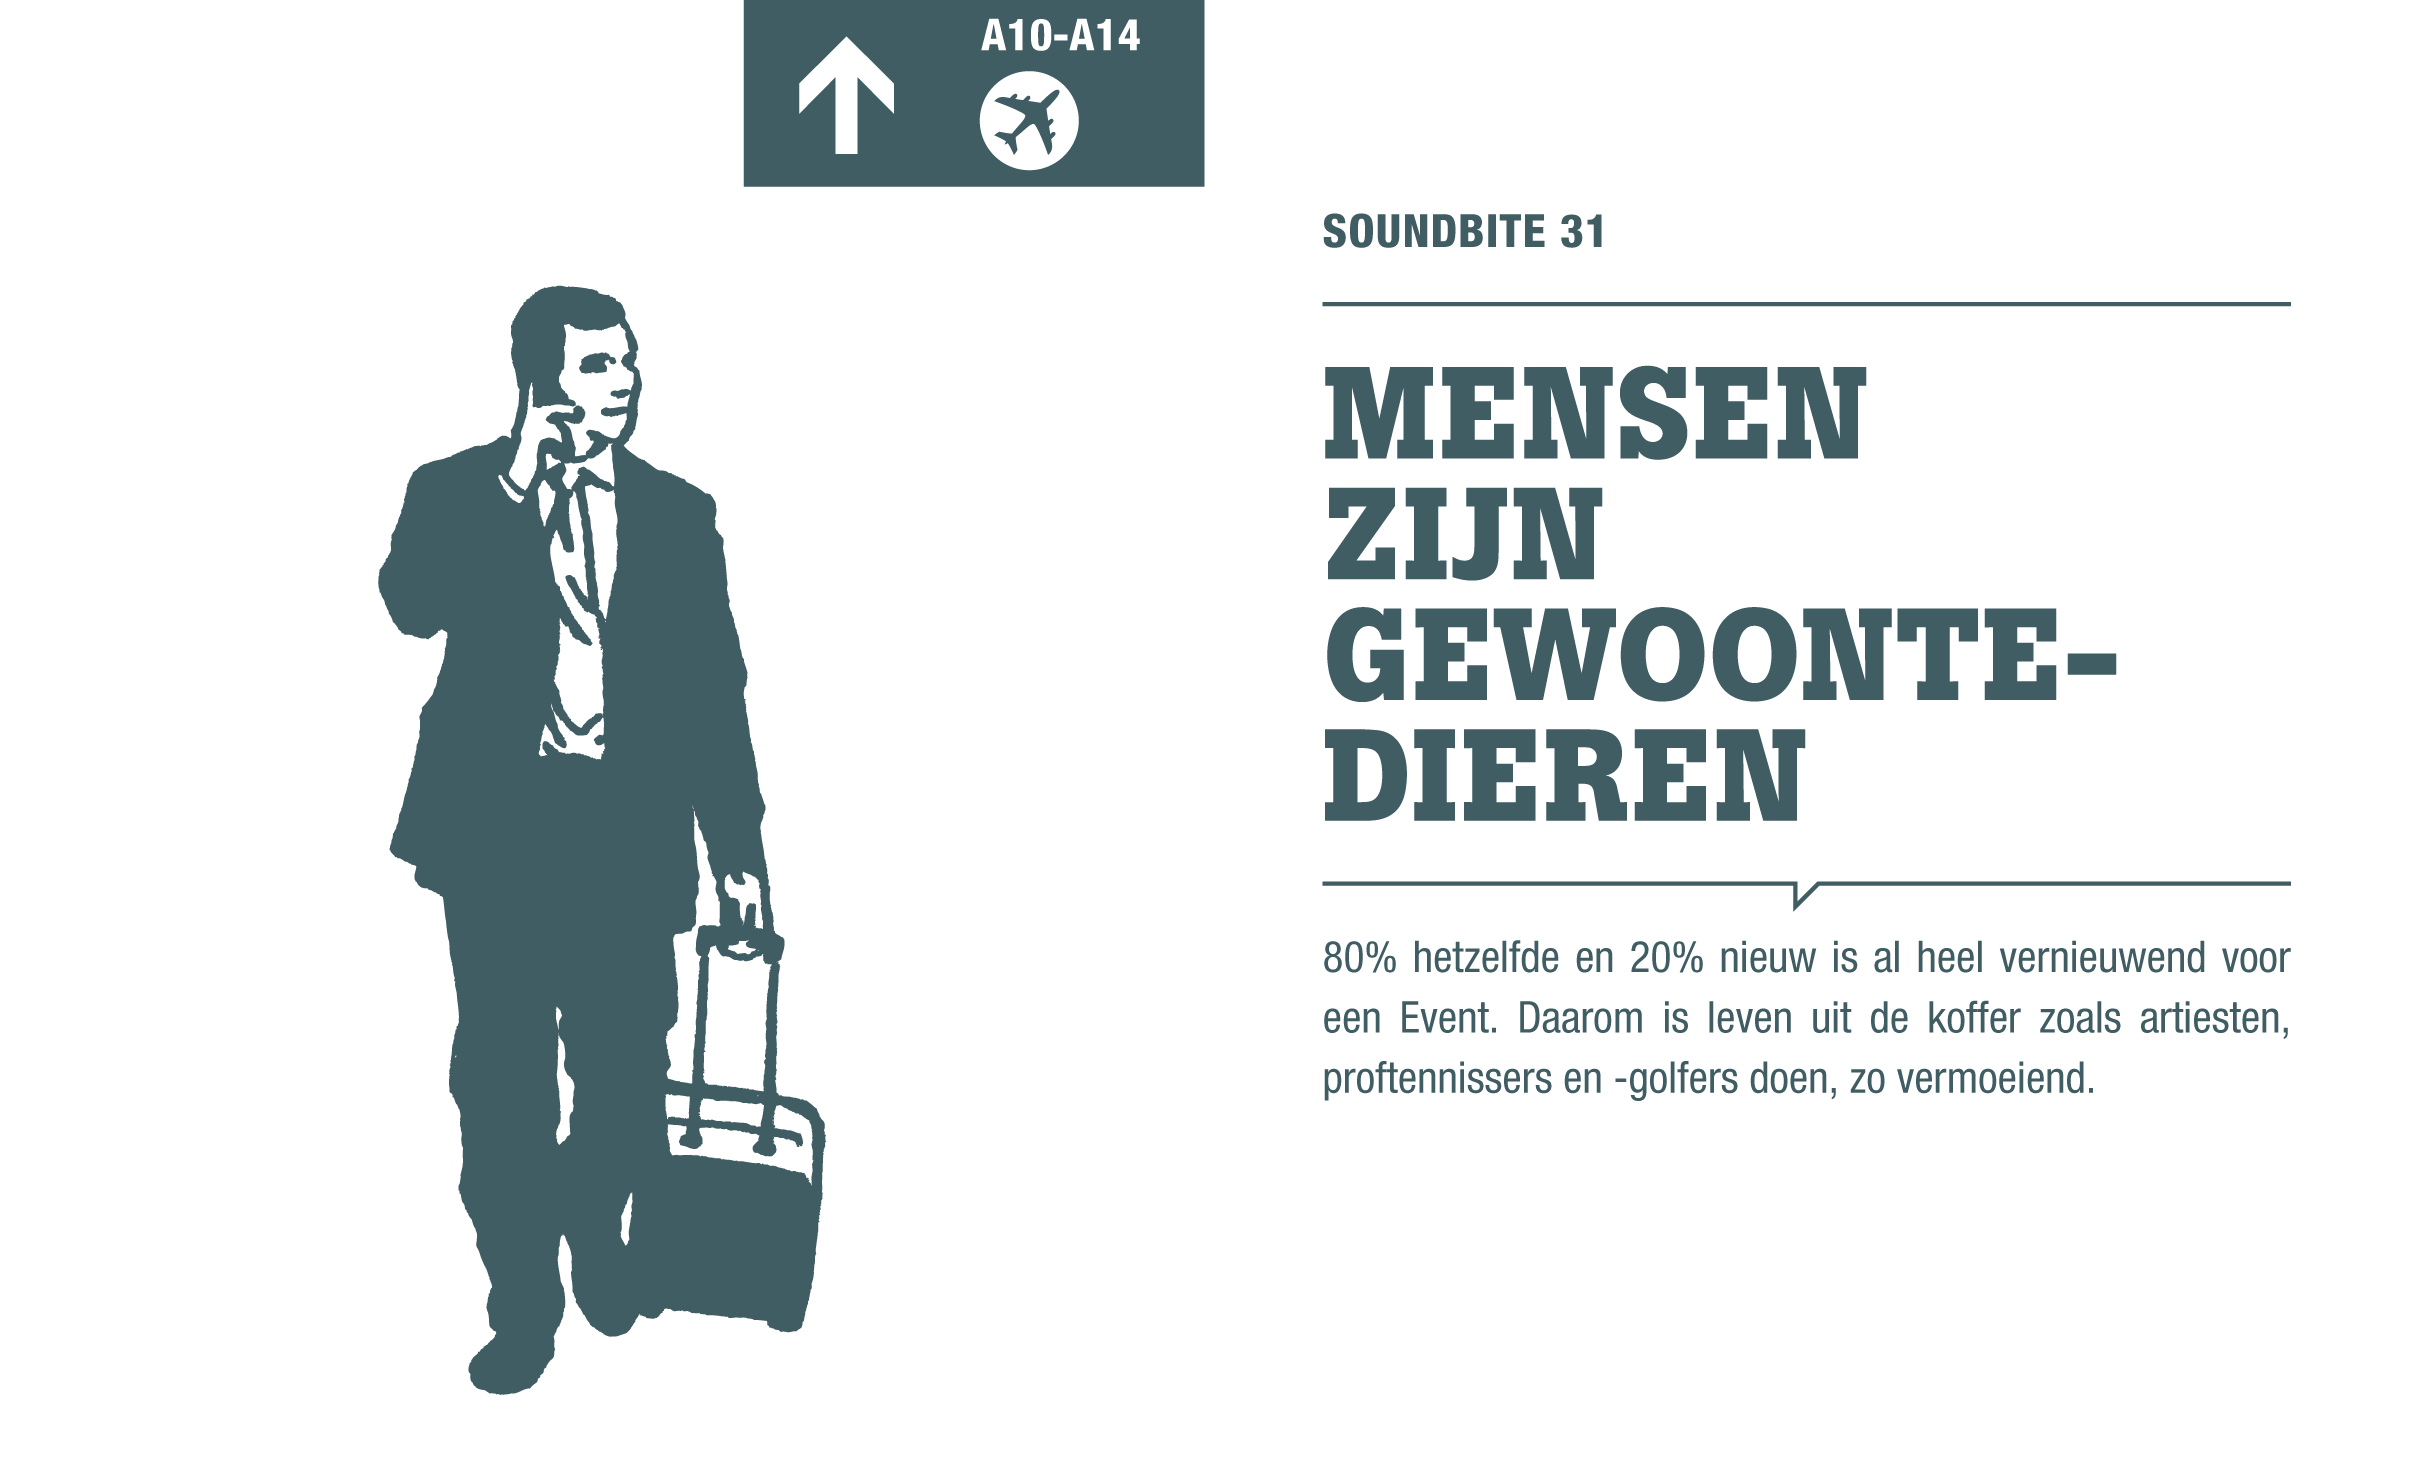 A10-A14
SOUNDBITE 31
MENSEN
ZIJN
GEWOONTE-
DIEREN
80% hetzelfde en 20% nieuw is al heel vernieuwend voor
een Event. Daarom is leven uit de koffer zoals artiesten,
proftennissers en -golfers doen, zo vermoeiend.